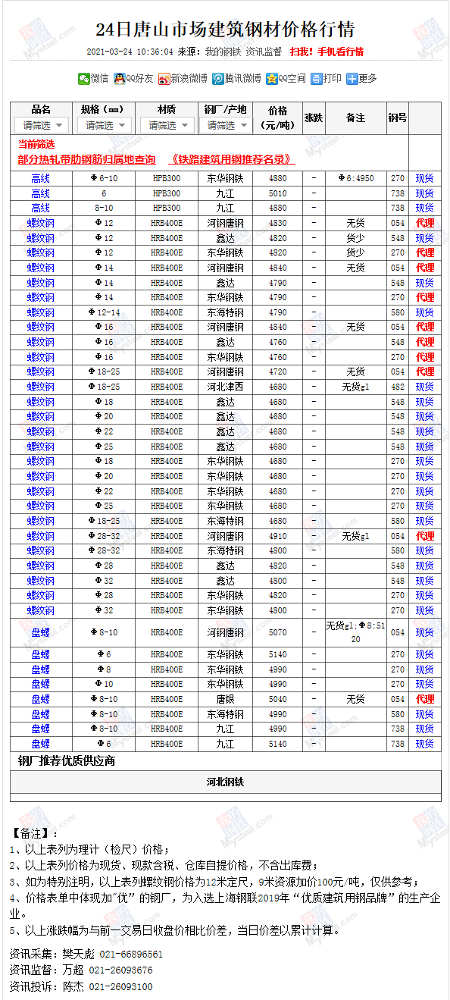 24日唐山市场建筑钢材价格行情
2021-03-24 10:36:04 来源：我的钢铁 资讯监督 扫我！手机看行情
微信 QQ好友 新浪微博 腾讯微博 QQ空间 打印 更多
品名 规格（mm） 材质 钢厂/产地 价格（元/吨） 涨跌 备注 钢号
请筛选 请筛选 请筛选 请筛选
当前筛选
部分热轧带肋钢筋归属地查询 《铁路建筑用钢推荐名录》
高线 Φ6-10 HPB300 东华钢铁 4880 - Φ6:4950 270 现货
高线 6 HPB300 九江 5010 - 738 现货
高线 8-10 HPB300 九江 4880 - 738 现货
螺纹钢 Φ12 HRB400E 河钢唐钢 4830 - 无货 054 代理
螺纹钢 Φ12 HRB400E 鑫达 4820 - 货少 548 现货
螺纹钢 Φ12 HRB400E 东华钢铁 4820 - 货少 270 代理
螺纹钢 Φ14 HRB400E 河钢唐钢 4840 - 无货 054 代理
螺纹钢 Φ14 HRB400E 鑫达 4790 - 548 现货
螺纹钢 Φ14 HRB400E 东华钢铁 4790 - 270 代理
螺纹钢 Φ12-14 HRB400E 东海特钢 4790 - 580 现货
螺纹钢 Φ16 HRB400E 河钢唐钢 4840 - 无货 054 代理
螺纹钢 Φ16 HRB400E 鑫达 4760 - 548 代理
螺纹钢 Φ16 HRB400E 东华钢铁 4760 - 270 代理
螺纹钢 Φ18-25 HRB400E 河钢唐钢 4720 - 无货 054 代理
螺纹钢 Φ18-25 HRB400E 河北津西 4680 - 无货gl 482 现货
螺纹钢 Φ18 HRB400E 鑫达 4680 - 548 现货
螺纹钢 Φ20 HRB400E 鑫达 4680 - 548 现货
螺纹钢 Φ22 HRB400E 鑫达 4680 - 548 现货
螺纹钢 Φ25 HRB400E 鑫达 4680 - 548 现货
螺纹钢 Φ18 HRB400E 东华钢铁 4680 - 270 现货
螺纹钢 Φ20 HRB400E 东华钢铁 4680 - 270 现货
螺纹钢 Φ22 HRB400E 东华钢铁 4680 - 270 现货
螺纹钢 Φ25 HRB400E 东华钢铁 4680 - 270 现货
螺纹钢 Φ18-25 HRB400E 东海特钢 4680 - 580 现货
螺纹钢 Φ28-32 HRB400E 河钢唐钢 4910 - 无货gl 054 代理
螺纹钢 Φ28-32 HRB400E 东海特钢 4800 - 580 现货
螺纹钢 Φ28 HRB400E 鑫达 4820 - 548 现货
螺纹钢 Φ32 HRB400E 鑫达 4800 - 548 现货
螺纹钢 Φ28 HRB400E 东华钢铁 4820 - 270 现货
螺纹钢 Φ32 HRB400E 东华钢铁 4800 - 270 现货
盘螺 Φ8-10 HRB400E 河钢唐钢 5070 - 无货gl;Φ8:5120 054 现货
盘螺 Φ6 HRB400E 东华钢铁 5140 - 270 现货
盘螺 Φ8 HRB400E 东华钢铁 4990 - 270 现货
盘螺 Φ10 HRB400E 东华钢铁 4990 - 270 现货
盘螺 Φ8-10 HRB400E 唐银 5040 - 无货 054 代理
盘螺 Φ8-10 HRB400E 东海特钢 4990 - 580 现货
盘螺 Φ8-10 HRB400E 九江 4990 - 738 现货
盘螺 Φ6 HRB400E 九江 5140 - 738 现货
钢厂推荐优质供应商
河北钢铁
【备注】：
1、以上表列为理计（检尺）价格；
2、以上表列价格为现货、现款含税、仓库自提价格，不含出库费；
3、如为特别注明，以上表列螺纹钢价格为12米定尺，9米资源加价100元/吨，仅供参考；
4、价格表单中体现加"优”的钢厂，为入选上海钢联2019年“优质建筑用钢品牌”的生产企
业。
5、以上涨跌幅为与前一交易日收盘价相比价差，当日价差以累计计算。
资讯采集：樊天彪 021-66896561
资讯监督：万超 021-26093676
资讯投诉：陈杰 021-26093100